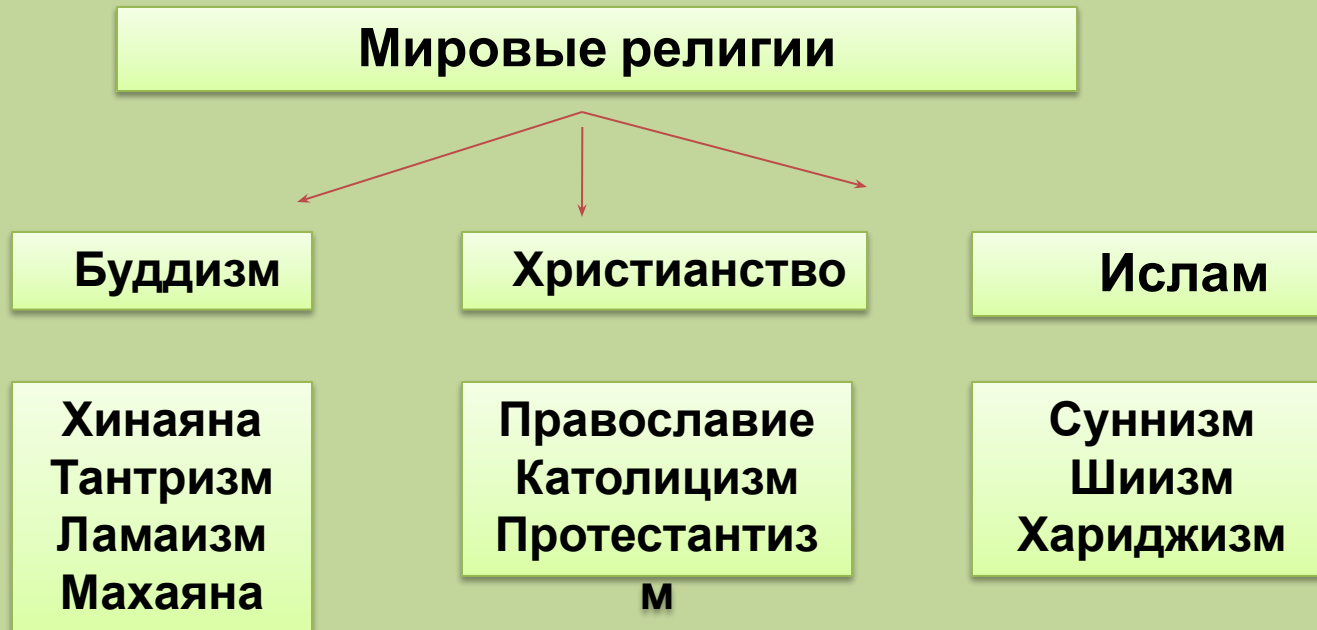 Мировые религии
Буддизм
Христианство
Ислам
Хинаяна
Тантризм
Ламаизм
Махаяна
Православие
Католицизм
Протестантиз
м
Суннизм
Шиизм
Хариджизм